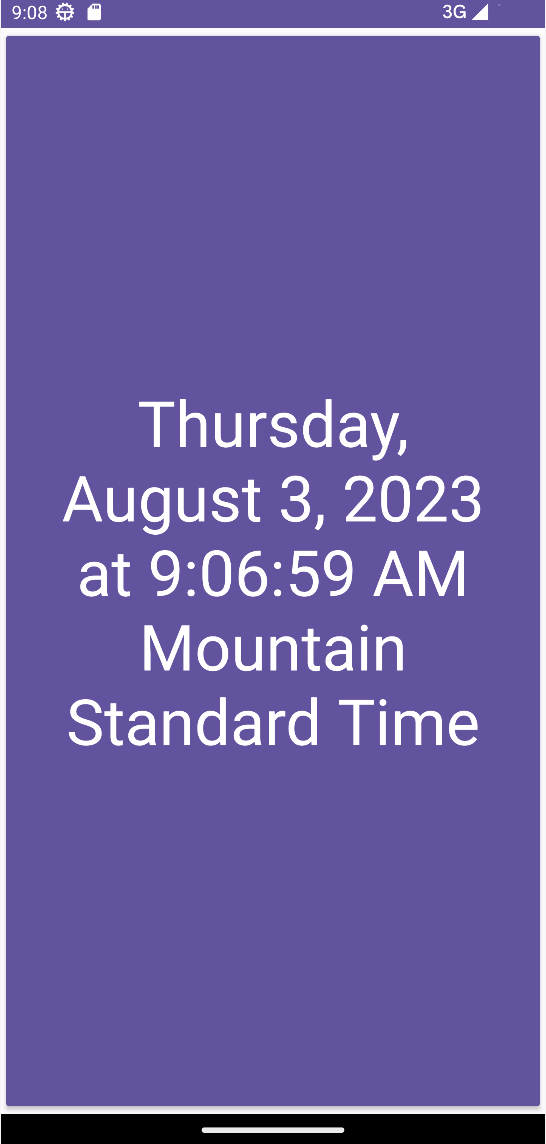 9:08 3G
Thursday,
August 3, 2023
at 9:06:59 AM
Mountain
Standard Time